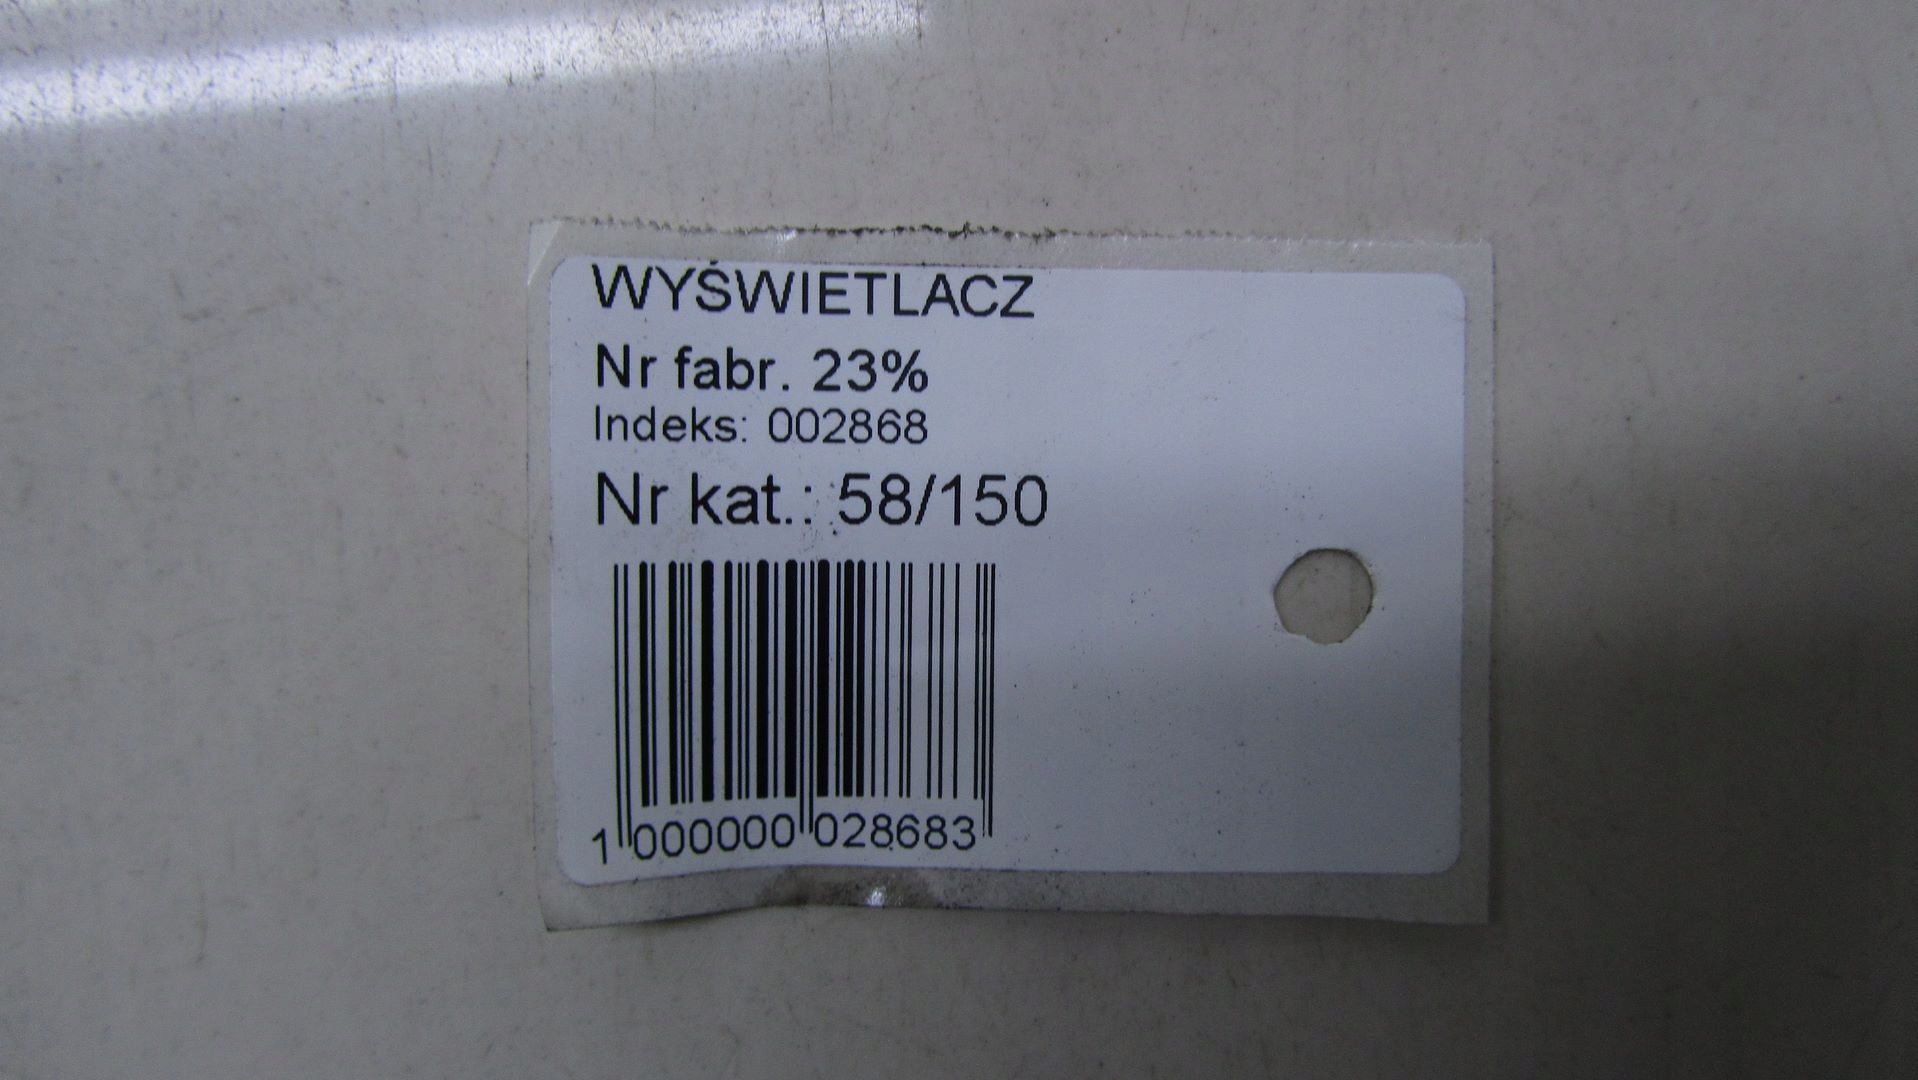 WYŚWIETLACZ
Nr fabr. 23%
Indeks: 002868
Nr kat.: 58/150
1 000000 028683